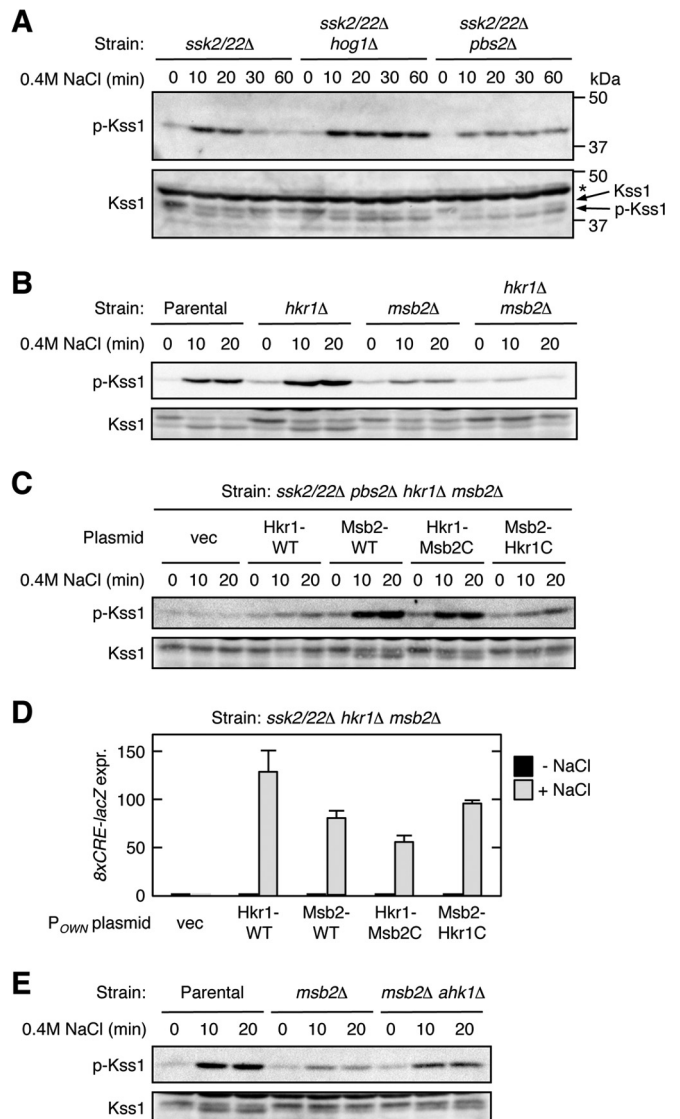 A
Strain: ssk2/22Δ ssk2/22Δ hog1Δ ssk2/22Δ pbs2Δ
0.4M NaCl (min) 0 10 20 30 60 0 10 20 30 60 0 10 20 30 60 kDa
p-Kss1 50
37
Kss1 50
* Kss1
p-Kss1
37
B
Strain: Parental hkr1Δ msb2Δ hkr1Δ msb2Δ
0.4M NaCl (min) 0 10 20 0 10 20 0 10 20 0 10 20
p-Kss1
Kss1
C
Strain: ssk2/22Δ pbs2Δ hkr1Δ msb2Δ
Plasmid vec Hkr1-WT Msb2-WT Hkr1-Msb2C Msb2-Hkr1C
0.4M NaCl (min) 0 10 20 0 10 20 0 10 20 0 10 20 0 10 20
p-Kss1
Kss1
D
Strain: ssk2/22Δ hkr1Δ msb2Δ
8xCRE-lacZ expr.
150
100
50
0
- NaCl
+ NaCl
POWN plasmid vec Hkr1-WT Msb2-WT Hkr1-Msb2C Msb2-Hkr1C
E
Strain: Parental msb2Δ msb2Δ ahk1Δ
0.4M NaCl (min) 0 10 20 0 10 20 0 10 20
p-Kss1
Kss1